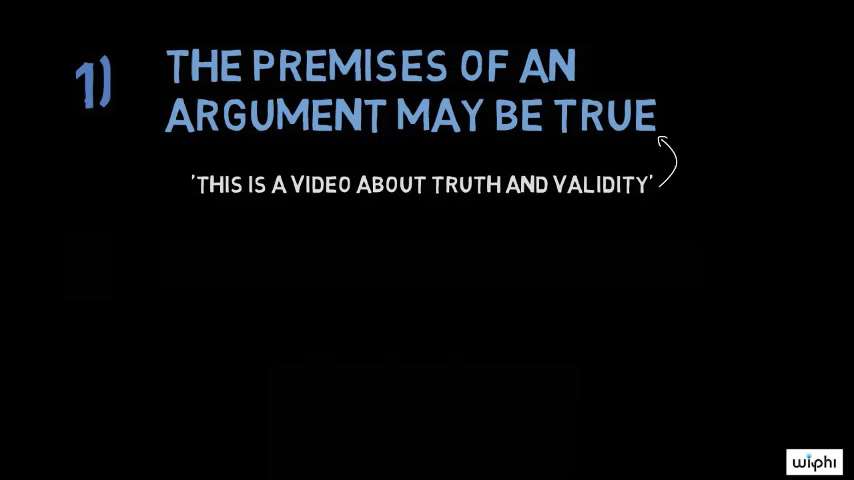 1) THE PREMISES OF AN
ARGUMENT MAY BE TRUE
'THIS IS A VIDEO ABOUT TRUTH AND VALIDITY'
wiphi